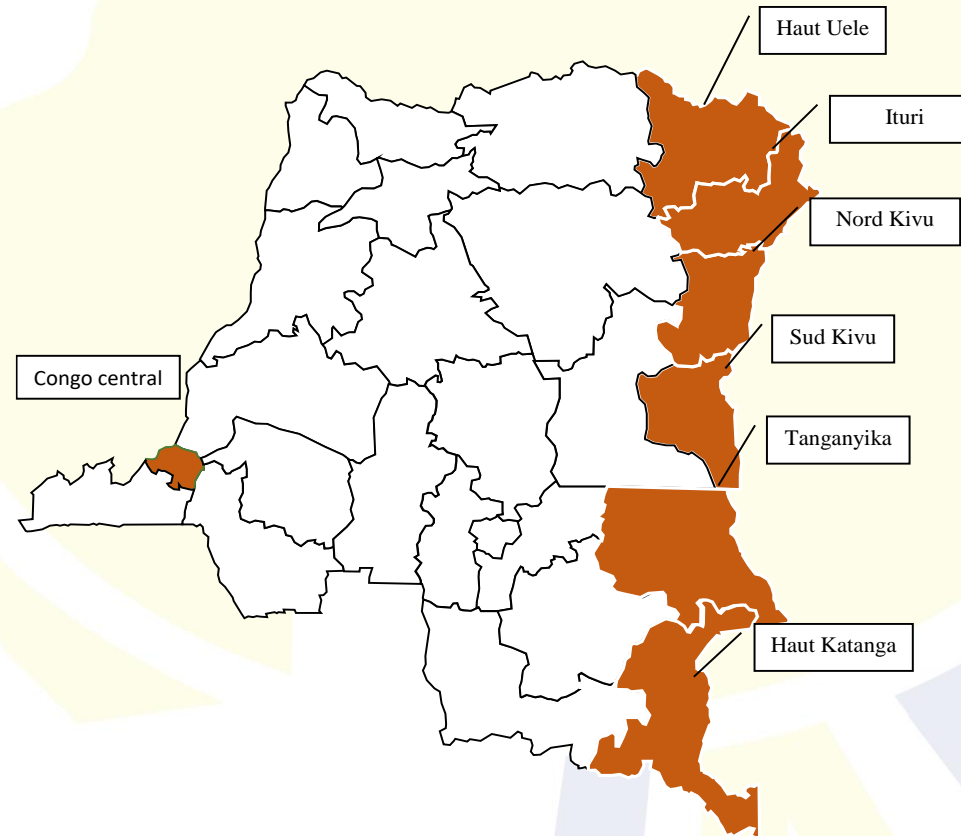 Haut Uele
Ituri
Nord Kivu
Sud Kivu
Congo central
Tanganyika
Haut Katanga